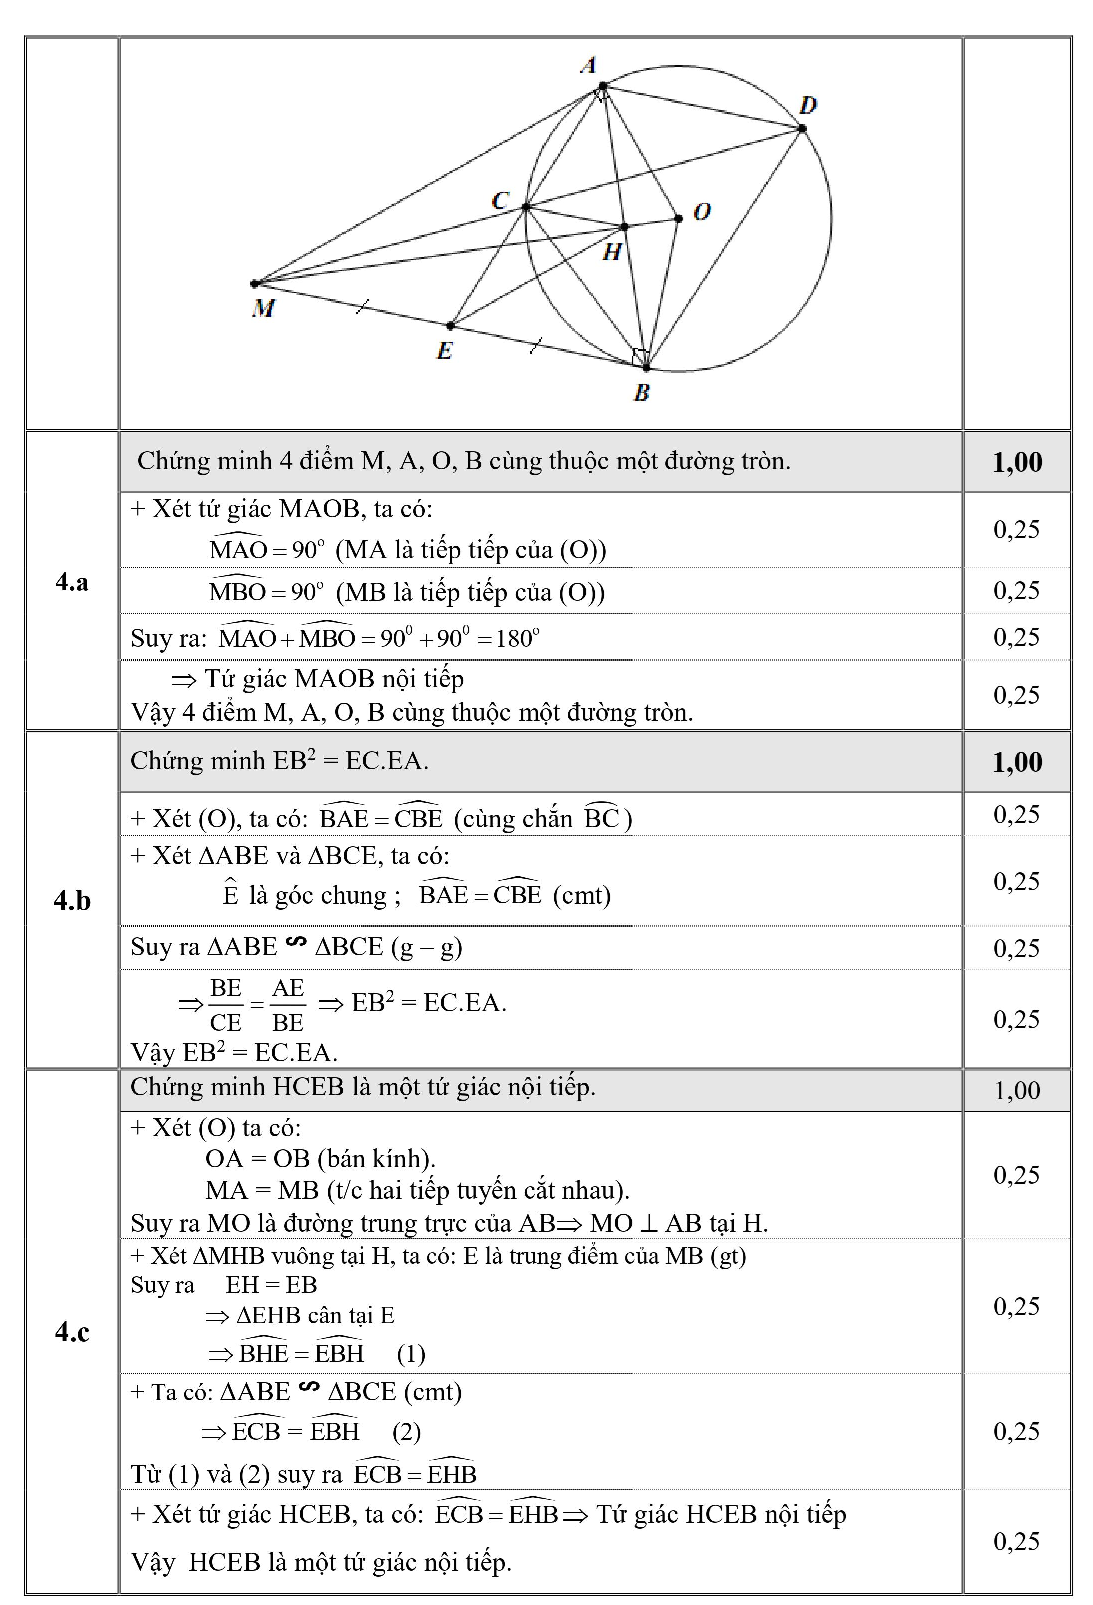 A
D
C
O
H
M
E
B
Chứng minh 4 điểm M, A, O, B cùng thuộc một đường tròn.
1,00
4.a
+ Xét tứ giác MAOB, ta có:
MAO = 90° (MA là tiếp tiếp của (O))
0,25
MBO = 90° (MB là tiếp tiếp của (O))
0,25
Suy ra: MAO + MBO = 90⁰ + 90⁰ = 180°
0,25
⇒ Tứ giác MAOB nội tiếp
Vậy 4 điểm M, A, O, B cùng thuộc một đường tròn.
0,25
Chứng minh EB² = EC.EA.
1,00
4.b
+ Xét (O), ta có: BAE = CBE (cùng chắn BC)
0,25
+ Xét ΔABE và ΔBCE, ta có:
Ê là góc chung ; BAE = CBE (cmt)
0,25
Suy ra ΔABE ∽ ΔBCE (g – g)
0,25
⇒ BE/CE = AE/BE ⇒ EB² = EC.EA.
Vậy EB² = EC.EA.
0,25
Chứng minh HCEB là một tứ giác nội tiếp.
1,00
4.c
+ Xét (O) ta có:
OA = OB (bán kính).
MA = MB (t/c hai tiếp tuyến cắt nhau).
Suy ra MO là đường trung trực của AB⇒ MO ⊥ AB tại H.
0,25
+ Xét ΔMHB vuông tại H, ta có: E là trung điểm của MB (gt)
Suy ra EH = EB
⇒ ΔEHB cân tại E
⇒ BHE = EBH (1)
0,25
+ Ta có: ΔABE ∽ ΔBCE (cmt)
⇒ ECB = EBH (2)
Từ (1) và (2) suy ra ECB = EHB
0,25
+ Xét tứ giác HCEB, ta có: ECB = EHB ⇒ Tứ giác HCEB nội tiếp
Vậy HCEB là một tứ giác nội tiếp.
0,25